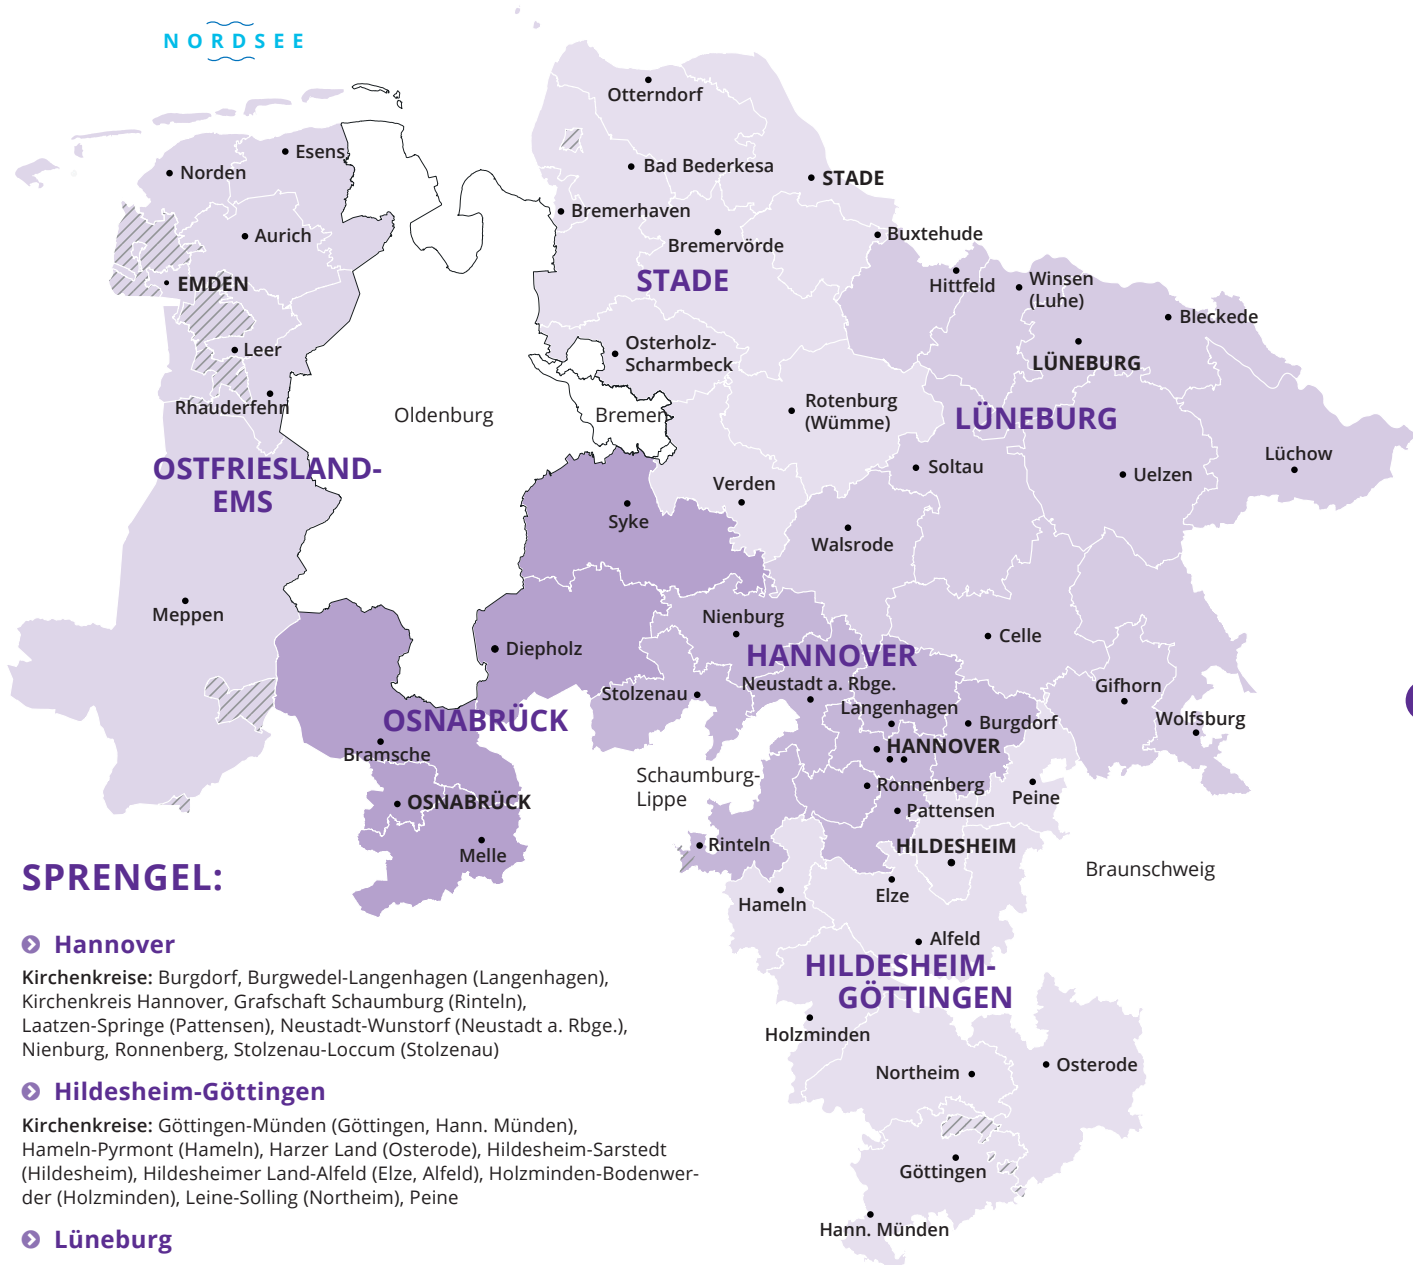 NORDSEE
Otterndorf
Esens
Norden
Bad Bederkesa
STADE
Bremerhaven
Aurich
Bremervörde
Buxtehude
EMDEN
STADE
Hittfeld
Winsen
(Luhe)
Bleckede
Leer
Osterholz-
Scharmbeck
LÜNEBURG
Rhauderfehn
Oldenburg
Bremen
Rotenburg
(Wümme)
LÜNEBURG
OSTFRIESLAND-
EMS
Soltau
Uelzen
Lüchow
Verden
Syke
Walsrode
Meppen
Nienburg
Celle
Diepholz
HANNOVER
Neustadt a. Rbge.
Stolzenau
Langenhagen
Gifhorn
OSNABRÜCK
Burgdorf
Wolfsburg
Bramsche
HANNOVER
Schaumburg-
Lippe
Ronnenberg
Peine
OSNABRÜCK
Pattensen
Melle
Rinteln
HILDESHEIM
Braunschweig
Hameln
Elze
Alfeld
HILDESHEIM-
GÖTTINGEN
Holzminden
Northeim
Osterode
Göttingen
Hann. Münden
SPRENGEL:
Hannover
Kirchenkreise: Burgdorf, Burgwedel-Langenhagen (Langenhagen),
Kirchenkreis Hannover, Grafschaft Schaumburg (Rinteln),
Laatzen-Springe (Pattensen), Neustadt-Wunstorf (Neustadt a. Rbge.),
Nienburg, Ronnenberg, Stolzenau-Loccum (Stolzenau)
Hildesheim-Göttingen
Kirchenkreise: Göttingen-Münden (Göttingen, Hann. Münden),
Hameln-Pyrmont (Hameln), Harzer Land (Osterode), Hildesheim-Sarstedt
(Hildesheim), Hildesheimer Land-Alfeld (Elze, Alfeld), Holzminden-Bodenwer-
der (Holzminden), Leine-Solling (Northeim), Peine
Lüneburg